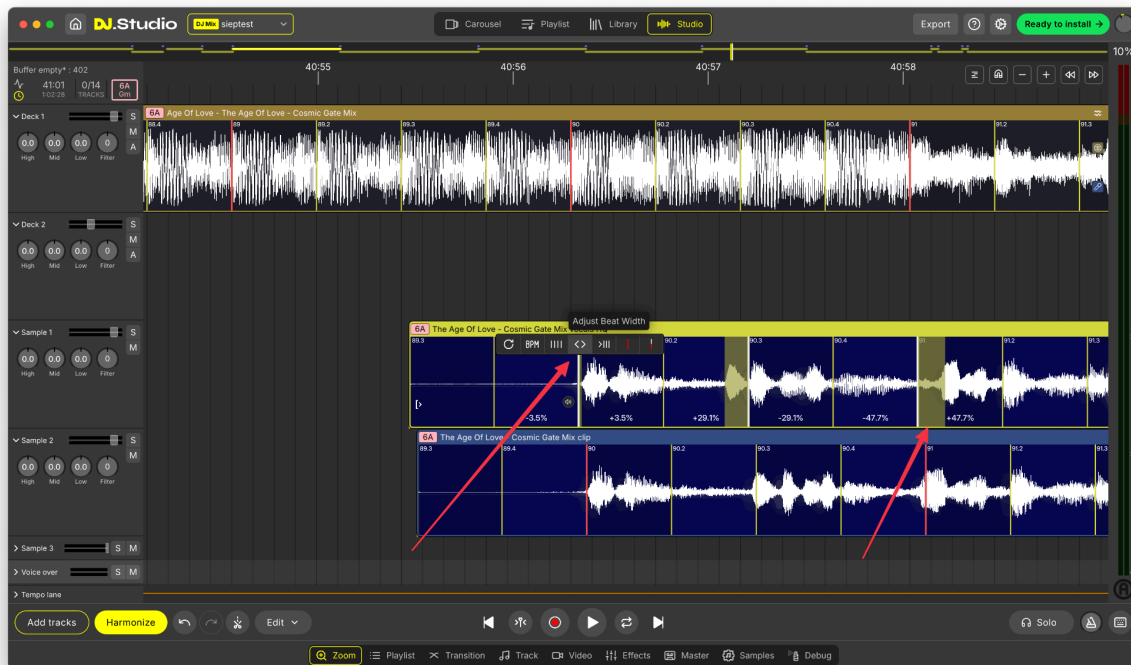 DJ.Studio
DJ Mix sieptest
Carousel
Playlist
Library
Studio
Export
Ready to install →
10%
Buffer empty* : 402
41:01
1:02:28
0/14
TRACKS
6A
Gm
40:55
40:56
40:57
40:58
Deck 1
S
M
A
0.0 0.0 0.0 0
High Mid Low Filter
6A Age Of Love - The Age Of Love - Cosmic Gate Mix
88.4 89 89.2 89.3 89.4 90 90.2 90.3 90.4 91 91.2 91.3
Deck 2
S
M
A
0.0 0.0 0.0 0
High Mid Low Filter
Adjust Beat Width
Sample 1
S
M
0.0 0.0 0.0 0
High Mid Low Filter
6A The Age Of Love - Cosmic Gate Mix
BPM
89.3 90.2 90.3 90.4 91 91.2 91.3
-3.5% +3.5% +29.1% -29.1% -47.7% +47.7%
Sample 2
S
M
0.0 0.0 0.0 0
High Mid Low Filter
6A The Age Of Love - Cosmic Gate Mix clip
89.3 89.4 90 90.2 90.3 90.4 91 91.2 91.3
Sample 3 S M
Voice over S M
Tempo lane
Add tracks
Harmonize
Edit
Solo
Zoom
Playlist
Transition
Track
Video
Effects
Master
Samples
Debug